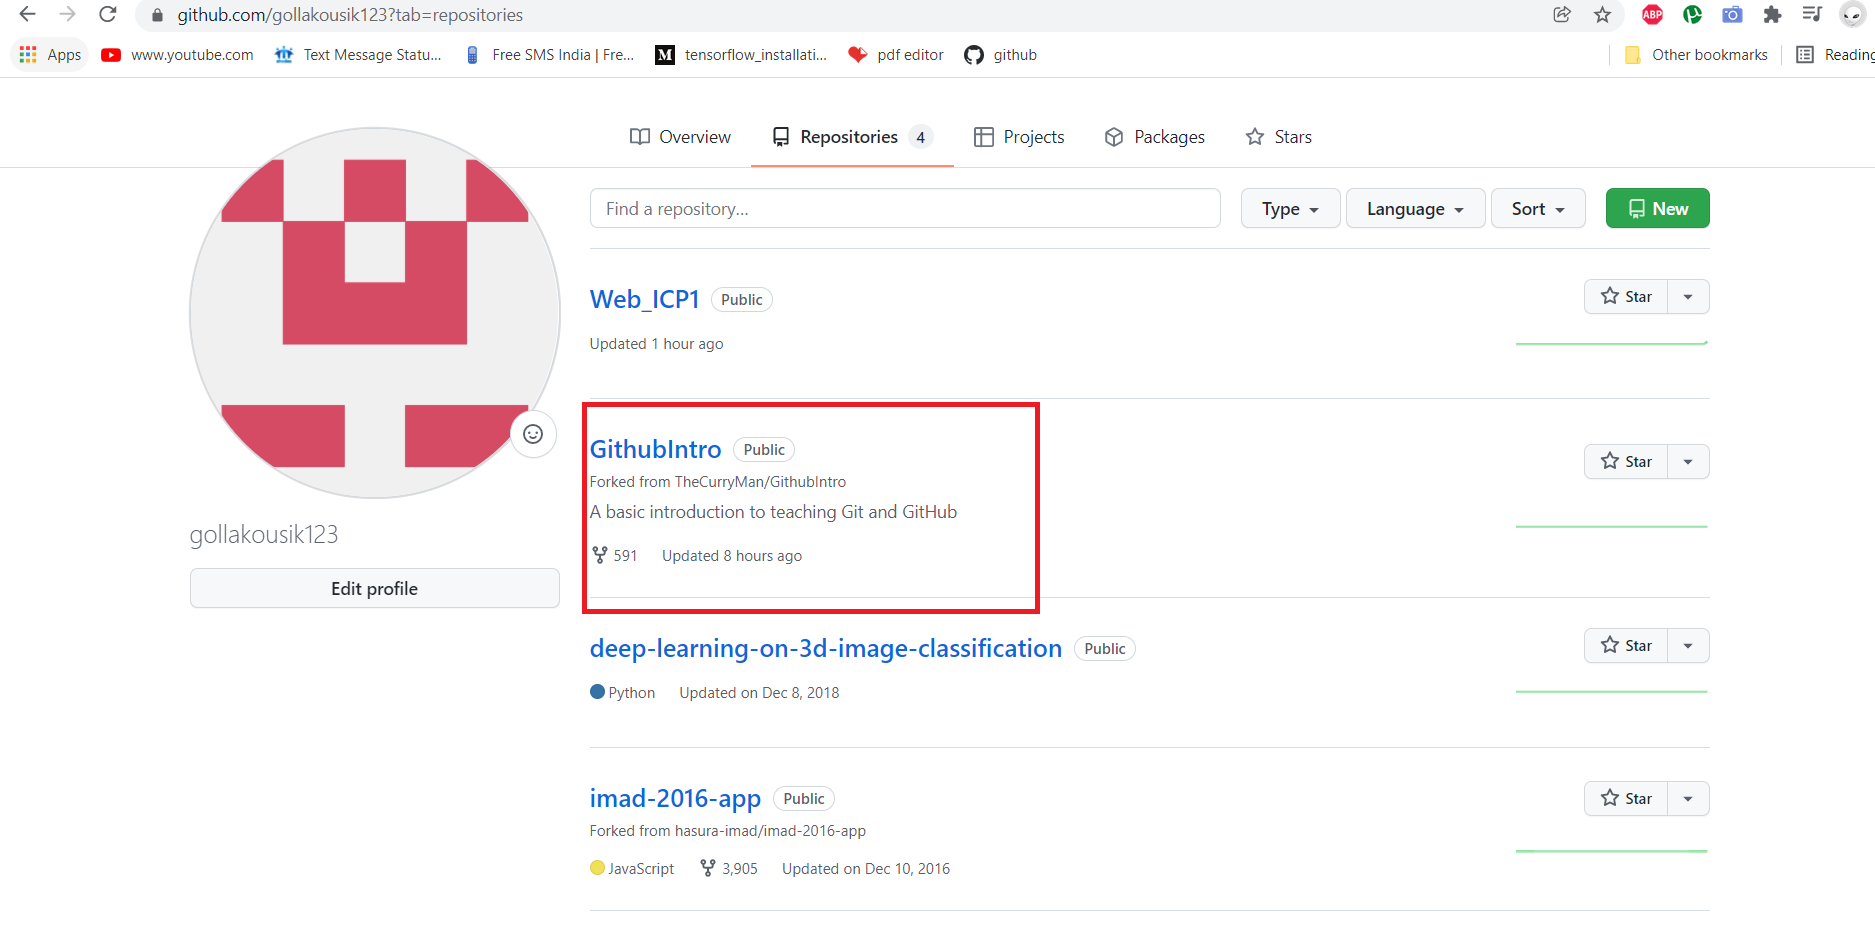 github.com/gollakousik123?tab=repositories
ABP
Apps www.youtube.com Text Message Statu... Free SMS India | Fre... M tensorflow_installati... pdf editor github Other bookmarks Reading
Overview Repositories 4 Projects Packages Stars
Find a repository... Type Language Sort New
Web_ICP1 Public Star
Updated 1 hour ago
GithubIntro Public Star
Forked from TheCurryMan/GithubIntro
A basic introduction to teaching Git and GitHub
591 Updated 8 hours ago
gollakousik123
Edit profile
deep-learning-on-3d-image-classification Public Star
Python Updated on Dec 8, 2018
imad-2016-app Public Star
Forked from hasura-imad/imad-2016-app
JavaScript 3,905 Updated on Dec 10, 2016